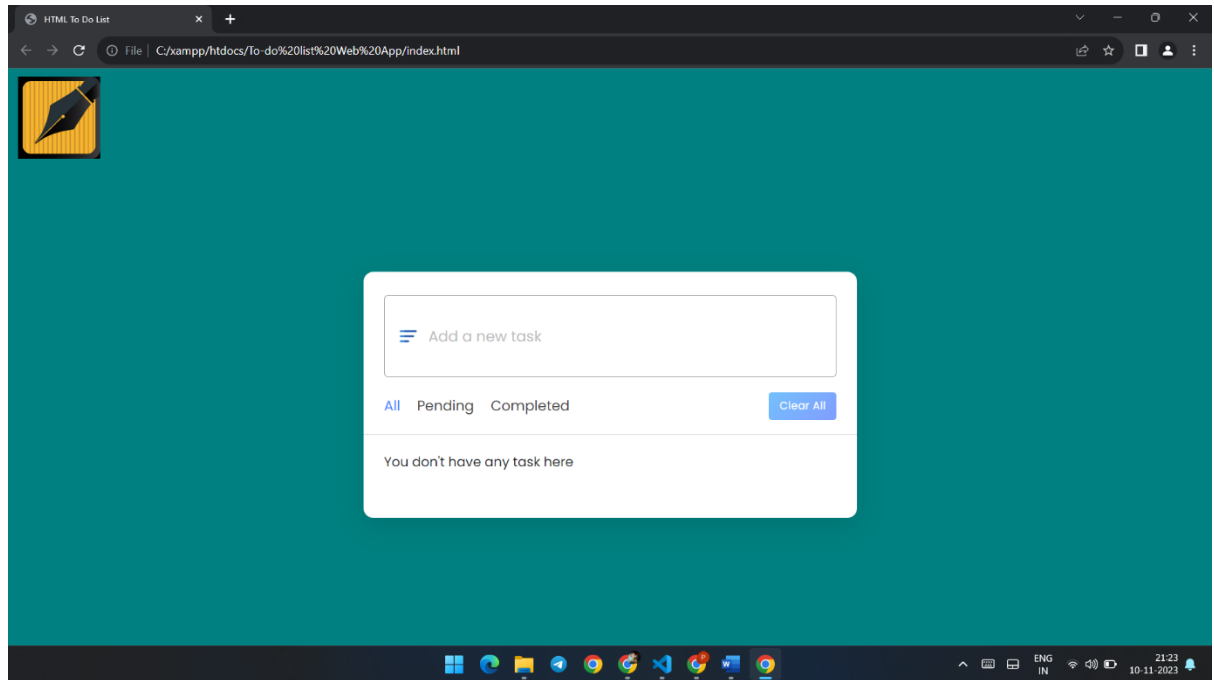 HTML To Do List
File
C:/xampp/htdocs/To-do%20list%20Web%20App/index.html
Add a new task
All Pending Completed Clear All
You don't have any task here
ENG
IN
21:23
10-11-2023